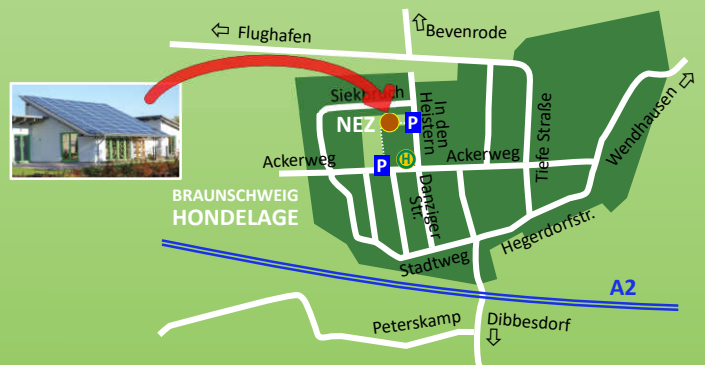 Flughafen
Bevenrode
Siekbruch
In den
Heistern
NEZ
P
H
P
Ackerweg
Ackerweg
Tiefe Straße
Wendhausen
BRAUNSCHWEIG
HONDELAGE
Danziger
Str.
Hegerdorfstr.
Stadtweg
A2
Peterskamp
Dibbesdorf